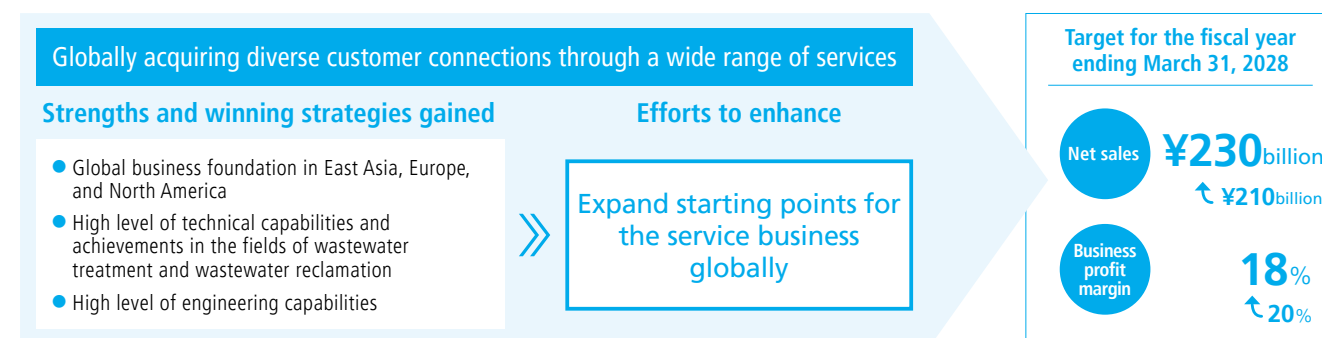 Globally acquiring diverse customer connections through a wide range of services
Strengths and winning strategies gained
● Global business foundation in East Asia, Europe,
and North America
● High level of technical capabilities and
achievements in the fields of wastewater
treatment and wastewater reclamation
● High level of engineering capabilities
Efforts to enhance
Expand starting points for
the service business
globally
Target for the fiscal year
ending March 31, 2028
Net sales
¥230billion
¥210billion
Business
profit
margin
18%
20%